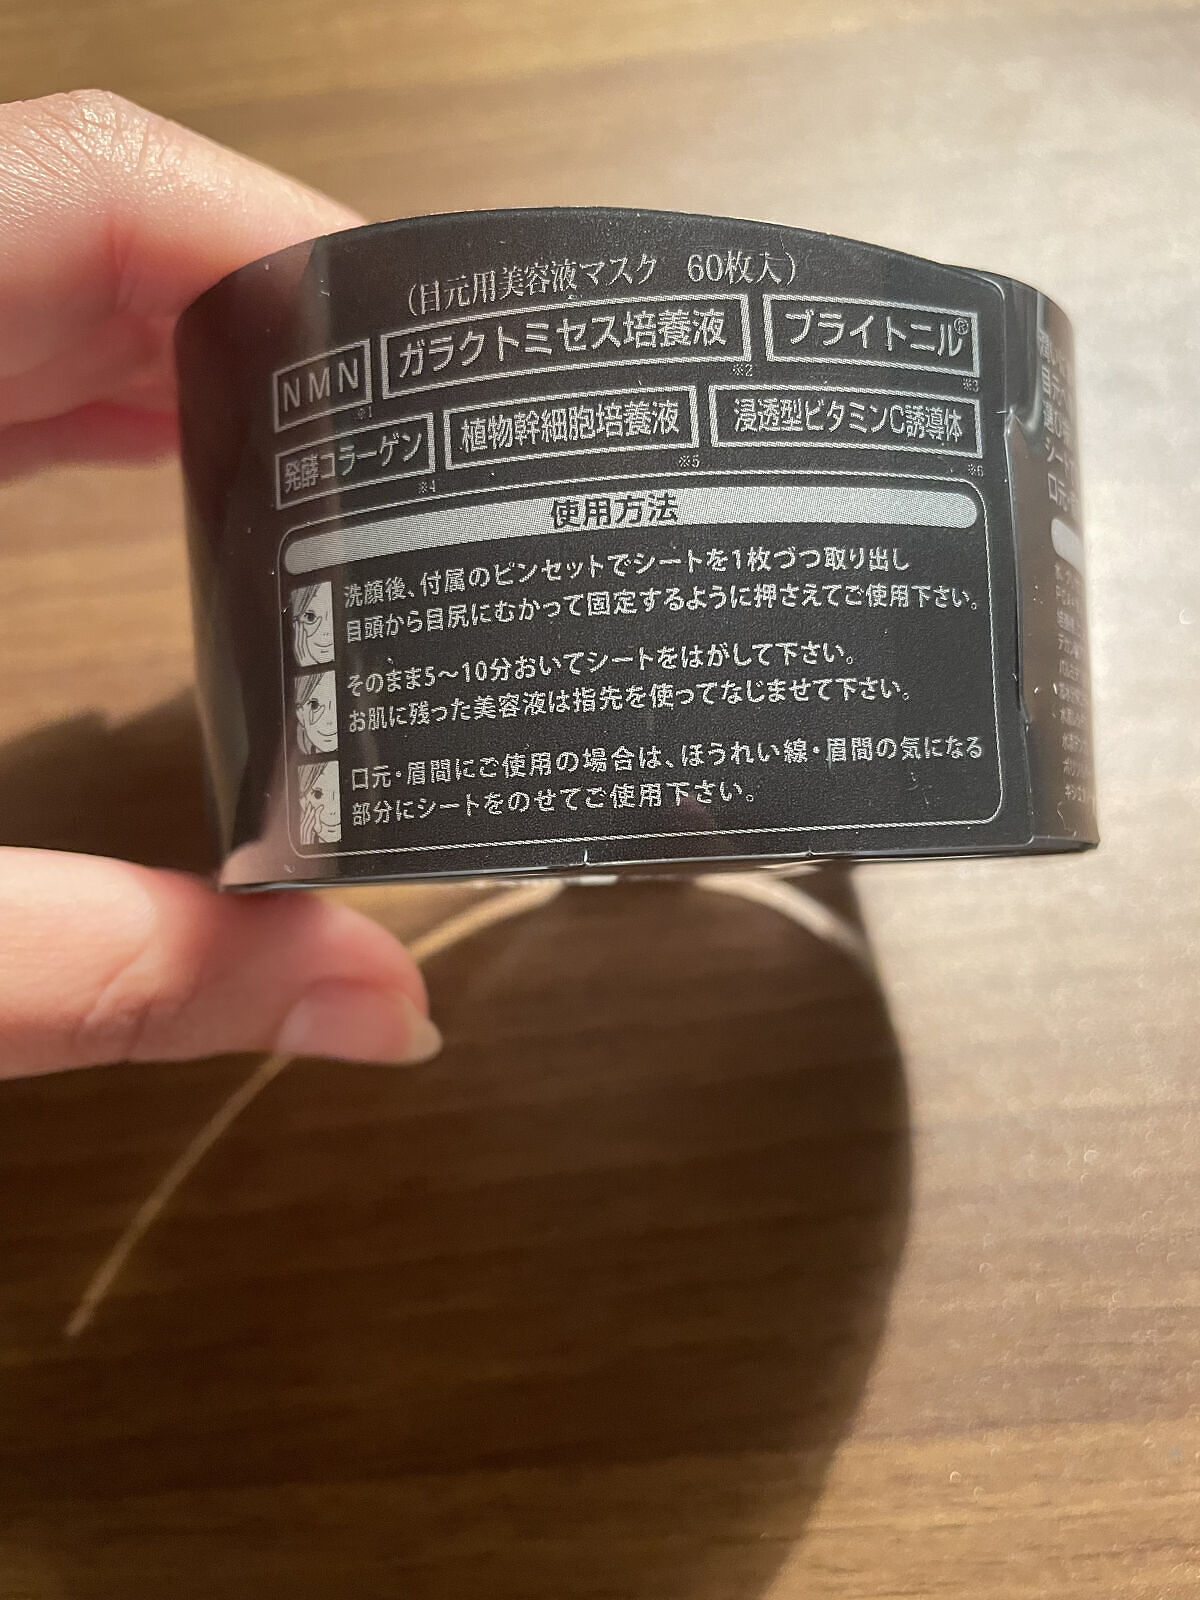 (目元用美容液マスク 60枚入)
NMN※1 ガラクトミセス培養液※2 ブライトニル®※3
発酵コラーゲン※4 植物幹細胞培養液※5 浸透型ビタミンC誘導体※6
使用方法
洗顔後、付属のピンセットでシートを1枚づつ取り出し
目頭から目尻にむかって固定するように押さえてご使用下さい。
そのまま5〜10分おいてシートをはがして下さい。
お肌に残った美容液は指先を使ってなじませて下さい。
口元・眉間にご使用の場合は、ほうれい線・眉間の気になる
部分にシートをのせてご使用下さい。